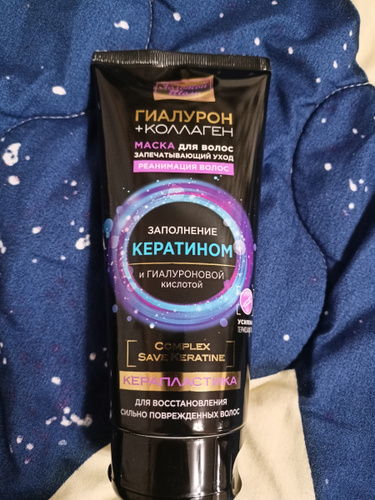 ГИАЛУРОН
+КОЛЛАГЕН
МАСКА ДЛЯ ВОЛОС
ЗАПЕЧАТЫВАЮЩИЙ УХОД
РЕАНИМАЦИЯ ВОЛОС
ЗАПОЛНЕНИЕ
КЕРАТИНОМ
И ГИАЛУРОНОВОЙ
КИСЛОТОЙ
COMPLEX
SAVE KERATINE
КЕРАПЛАСТИКА
ДЛЯ ВОССТАНОВЛЕНИЯ
СИЛЬНО ПОВРЕЖДЕННЫХ ВОЛОС